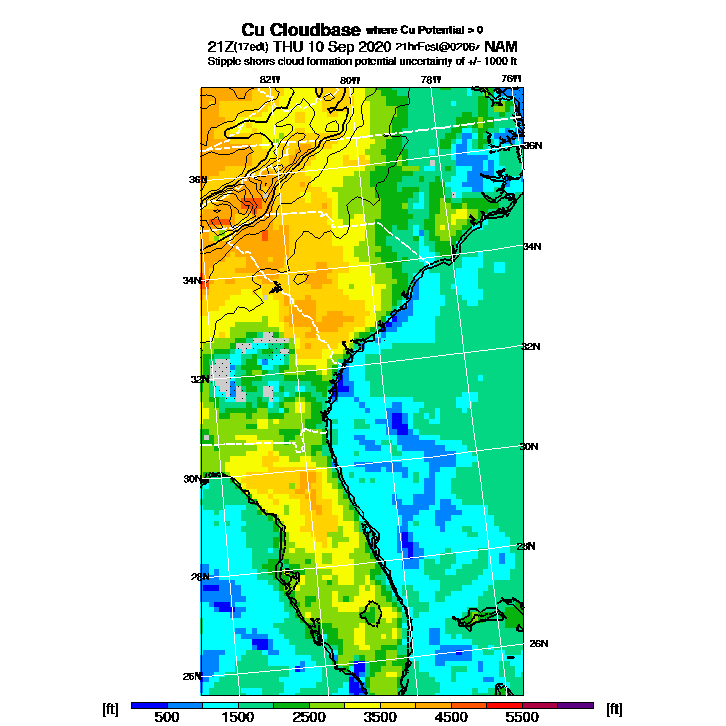 Cu Cloudbase where Cu Potential > 0
21Z(17edt) THU 10 Sep 2020 21hrFcst@0206z NAM
Stipple shows cloud formation potential uncertainty of +/- 1000 ft
82W 80W 78W 76W
36N
36N
34N
34N
32N
32N
30N
30N
28N
28N
26N
26N
[ft] 500 1500 2500 3500 4500 5500 [ft]